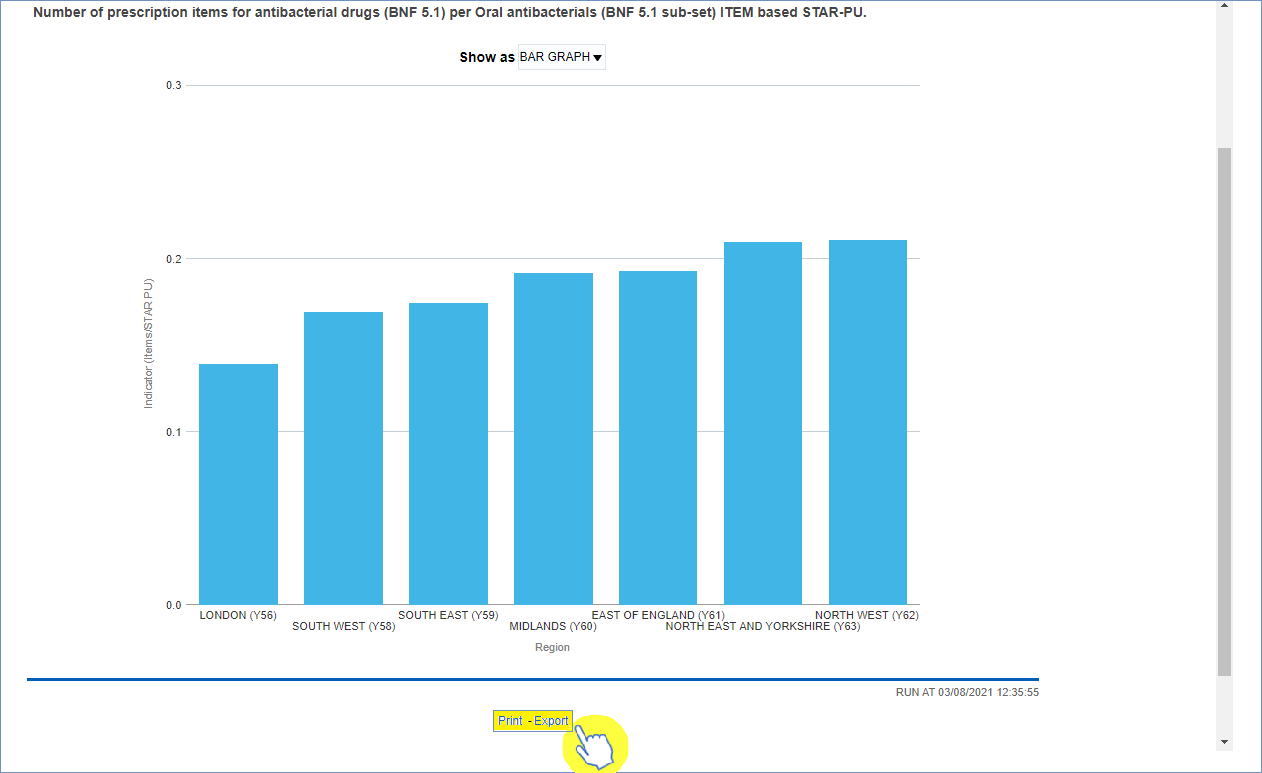 Number of prescription items for antibacterial drugs (BNF 5.1) per Oral antibacterials (BNF 5.1 sub-set) ITEM based STAR-PU.
Show as BAR GRAPH
0.3
0.2
0.1
0.0
Indicator (Items/STAR PU)
LONDON (Y56)
SOUTH WEST (Y58)
SOUTH EAST (Y59)
MIDLANDS (Y60)
EAST OF ENGLAND (Y61)
NORTH EAST AND YORKSHIRE (Y63)
NORTH WEST (Y62)
Region
RUN AT 03/08/2021 12:35:55
Print - Export